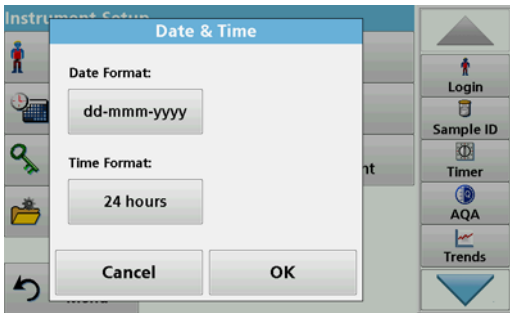 Instrument Setup
Date & Time
Date Format:
dd-mmm-yyyy
Time Format:
24 hours
Cancel
OK
Menu
Login
Sample ID
Timer
AQA
Trends